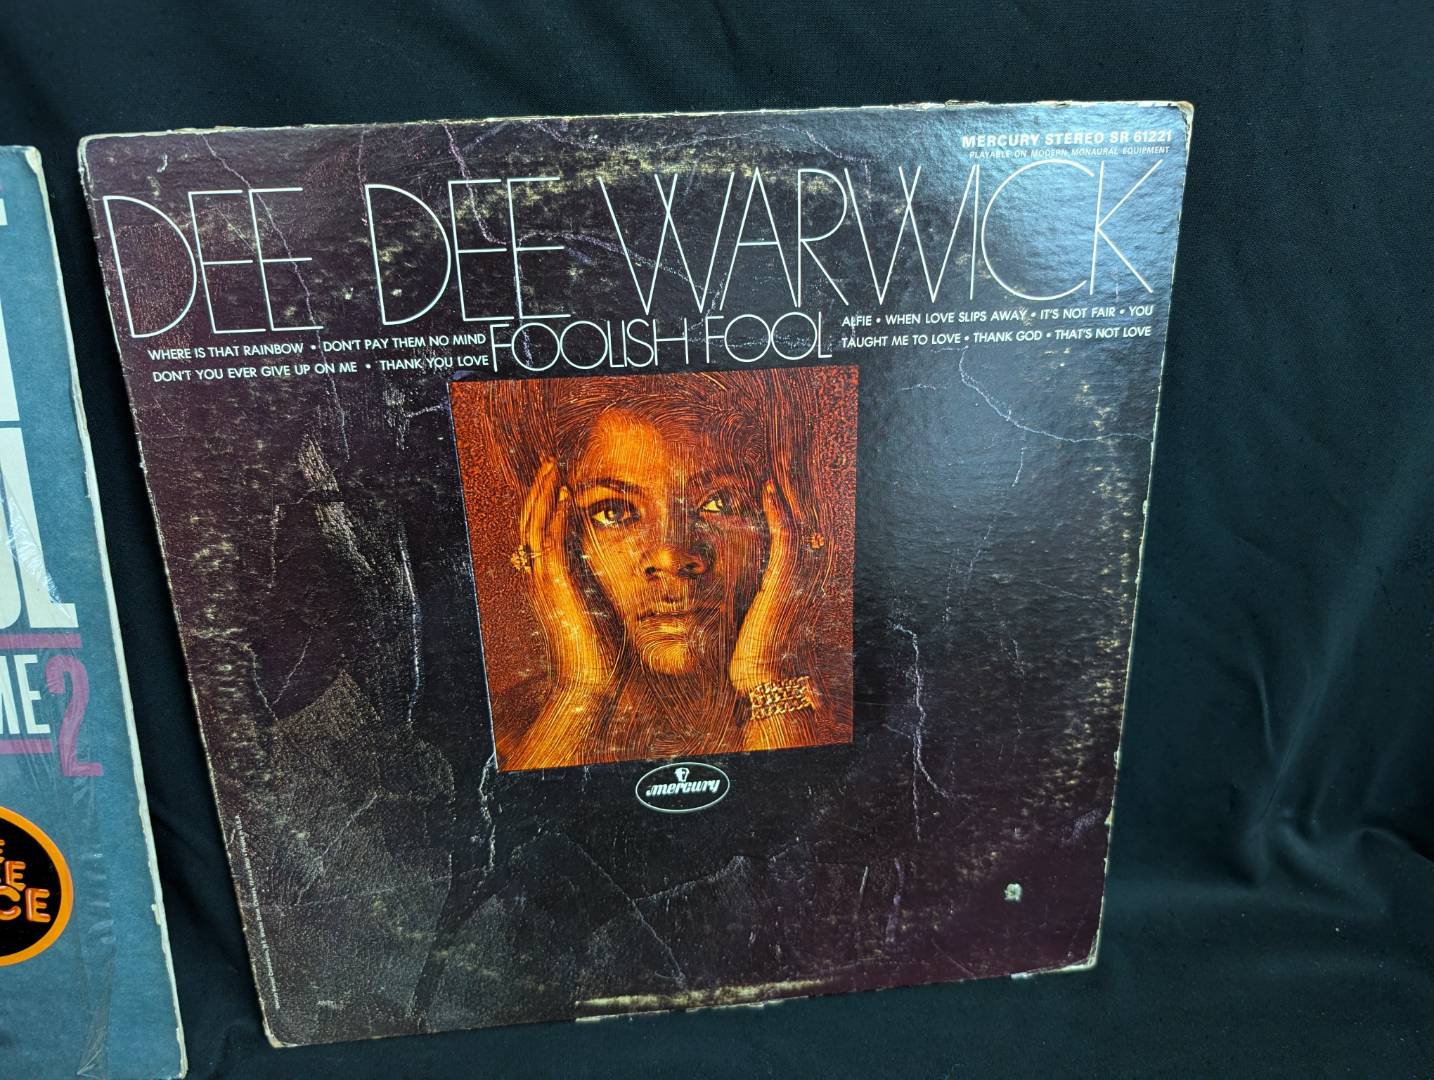 MERCURY STEREO SR 61221
PLAYABLE ON MODERN MONAURAL EQUIPMENT
DEE DEE WARWICK
WHERE IS THAT RAINBOW • DON'T PAY THEM NO MIND
DON'T YOU EVER GIVE UP ON ME • THANK YOU LOVE
FOOLISH FOOL
ALFIE • WHEN LOVE SLIPS AWAY • IT'S NOT FAIR • YOU
TAUGHT ME TO LOVE • THANK GOD • THAT'S NOT LOVE
mercury
2